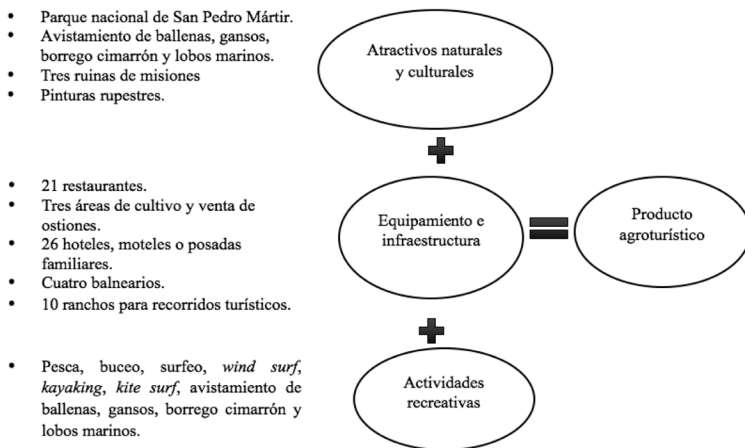 • Parque nacional de San Pedro Mártir.
• Avistamiento de ballenas, gansos,
borrego cimarrón y lobos marinos.
• Tres ruinas de misiones
• Pinturas rupestres.
Atractivos naturales
y culturales
• 21 restaurantes.
• Tres áreas de cultivo y venta de
ostiones.
• 26 hoteles, moteles o posadas
familiares.
• Cuatro balnearios.
• 10 ranchos para recorridos turísticos.
Equipamiento e
infraestructura
Producto
agroturístico
• Pesca, buceo, surfeo, wind surf,
kayaking, kite surf, avistamiento de
ballenas, gansos, borrego cimarrón y
lobos marinos.
Actividades
recreativas